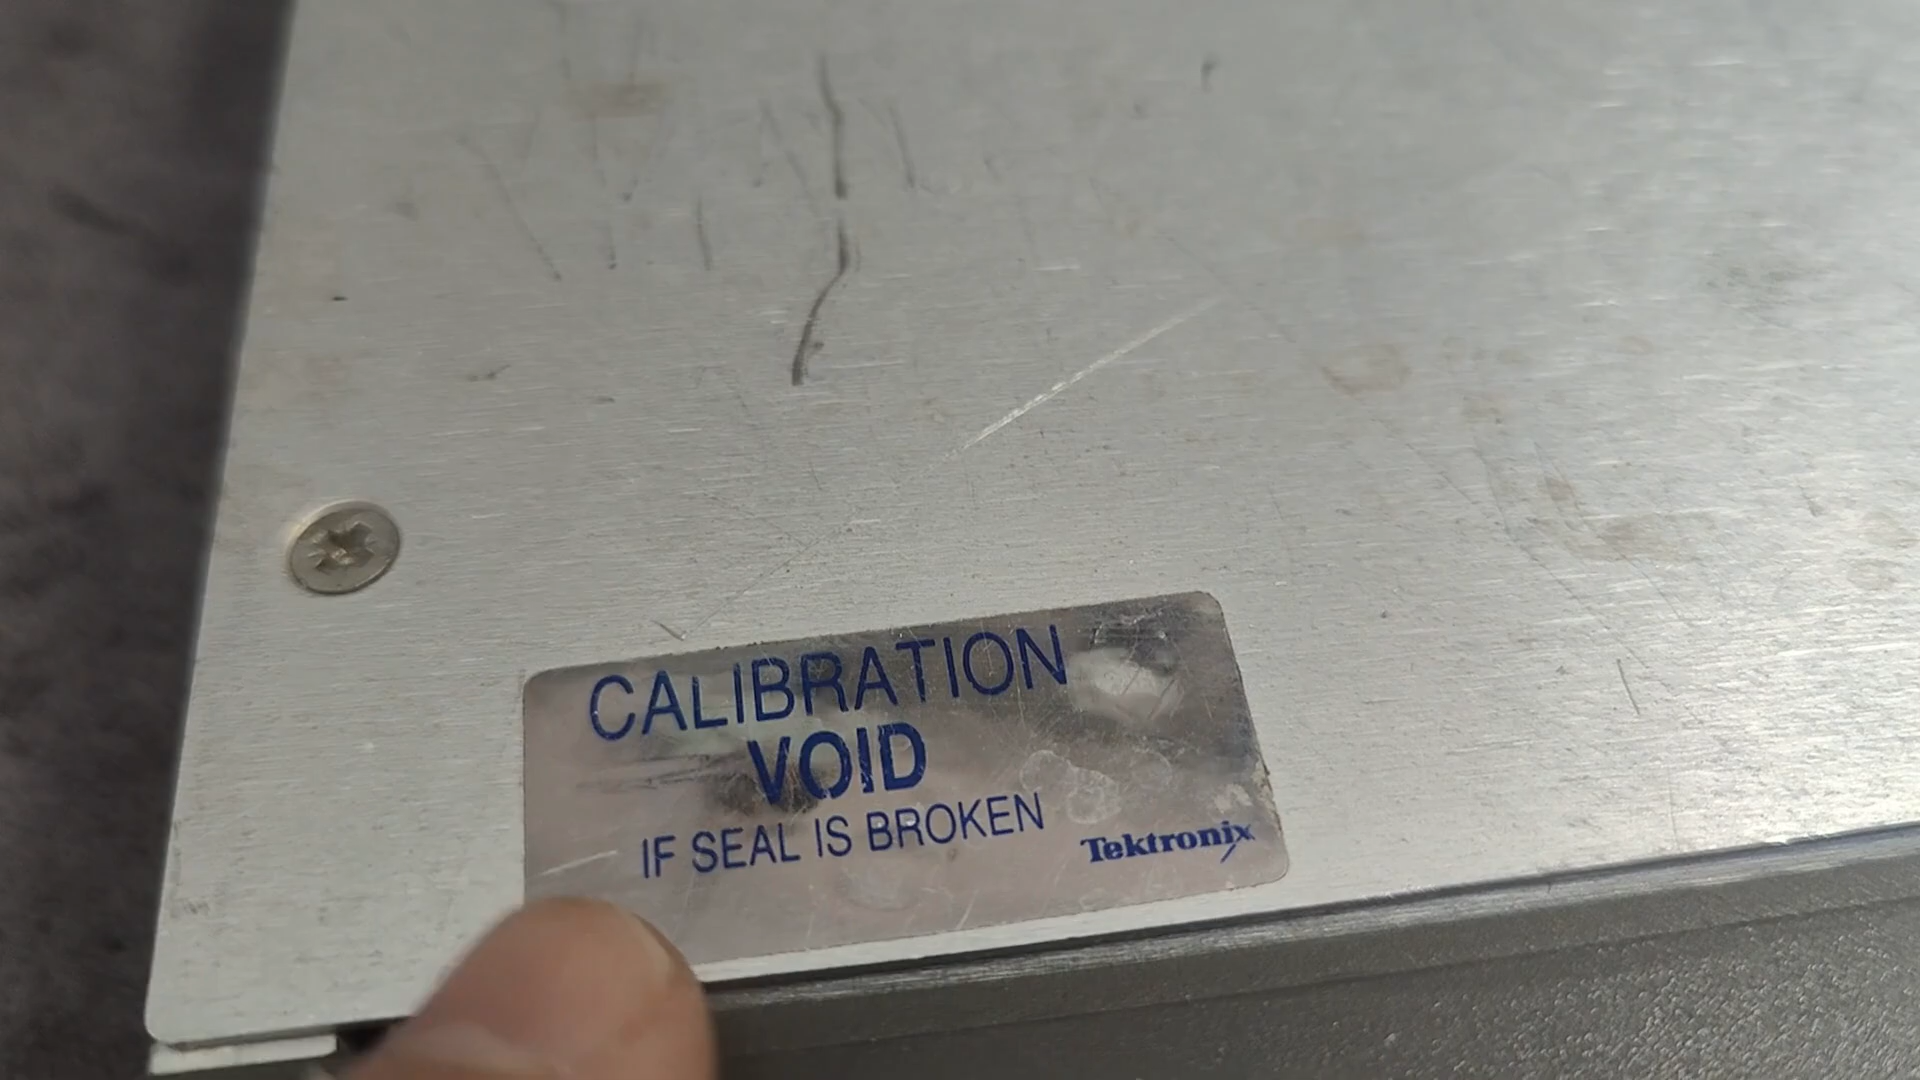 CALIBRATION
VOID
IF SEAL IS BROKEN
Tektronix